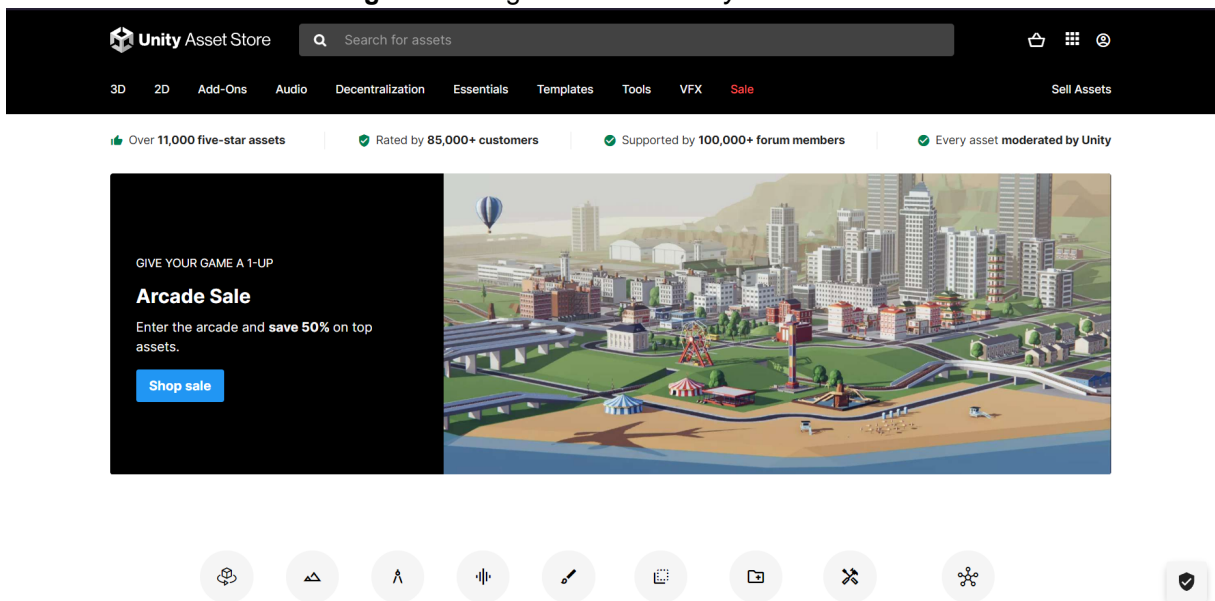 Unity Asset Store
Search for assets
3D 2D Add-Ons Audio Decentralization Essentials Templates Tools VFX Sale Sell Assets
Over 11,000 five-star assets Rated by 85,000+ customers Supported by 100,000+ forum members Every asset moderated by Unity
GIVE YOUR GAME A 1-UP
Arcade Sale
Enter the arcade and save 50% on top
assets.
Shop sale